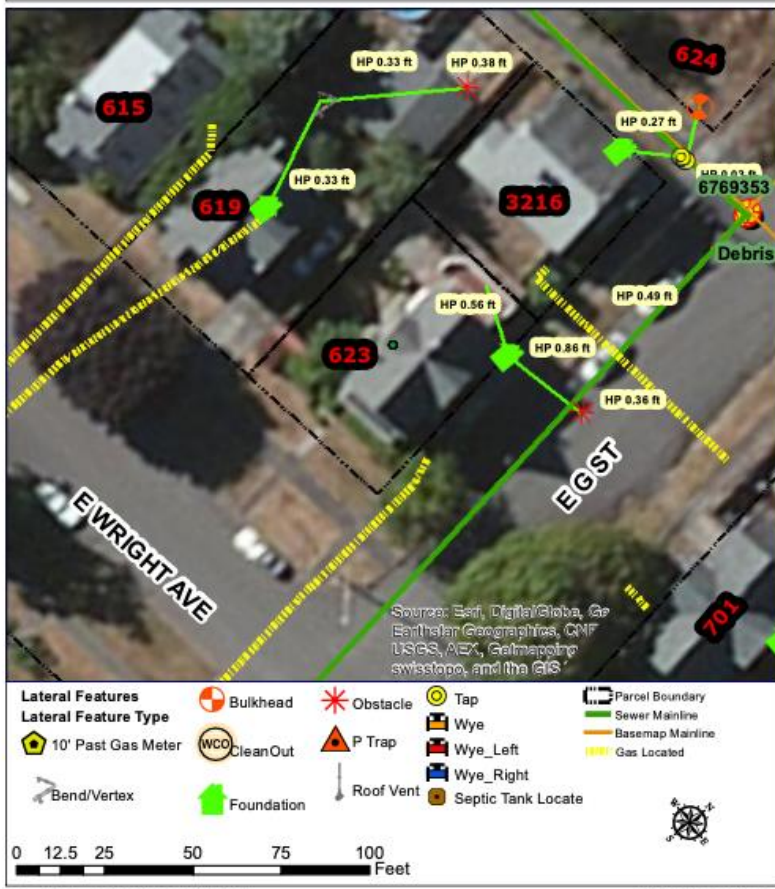 HP 0.33 ft
HP 0.38 ft
624
615
HP 0.27 ft
HP 0.33 ft
HP 0.03 ft
6769353
619
3216
Debris
HP 0.56 ft
HP 0.49 ft
623
HP 0.86 ft
HP 0.36 ft
E G ST
E WRIGHT AVE
701
Source: Esri, DigitalGlobe, Ge
Earthstar Geographics, CNE
USGS, AEX, Getmapping
swisstopo, and the GIS
Lateral Features
Lateral Feature Type
10' Past Gas Meter
Bend/Vertex
Bulkhead
WCO
CleanOut
Foundation
Obstacle
P Trap
Roof Vent
Tap
Wye
Wye_Left
Wye_Right
Septic Tank Locate
Parcel Boundary
Sewer Mainline
Basemap Mainline
Gas Located
0 12.5 25 50 75 100
Feet
W N
S E